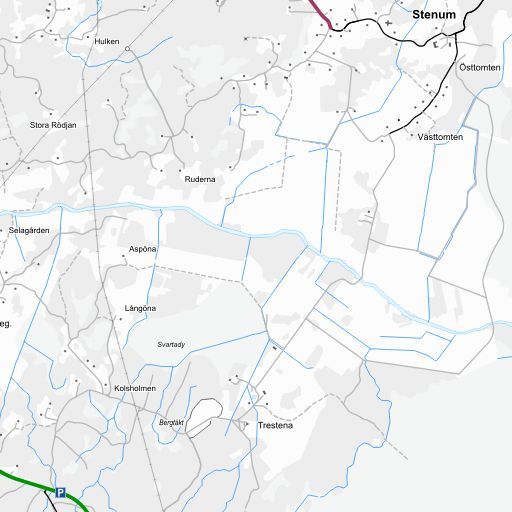 Stenum
Hulken
Östtomten
Stora Rödjan
Västtomten
Ruderna
Selagården
Aspöna
Långöna
eg.
Svartady
Kolsholmen
Bergtäkt
Trestena
P